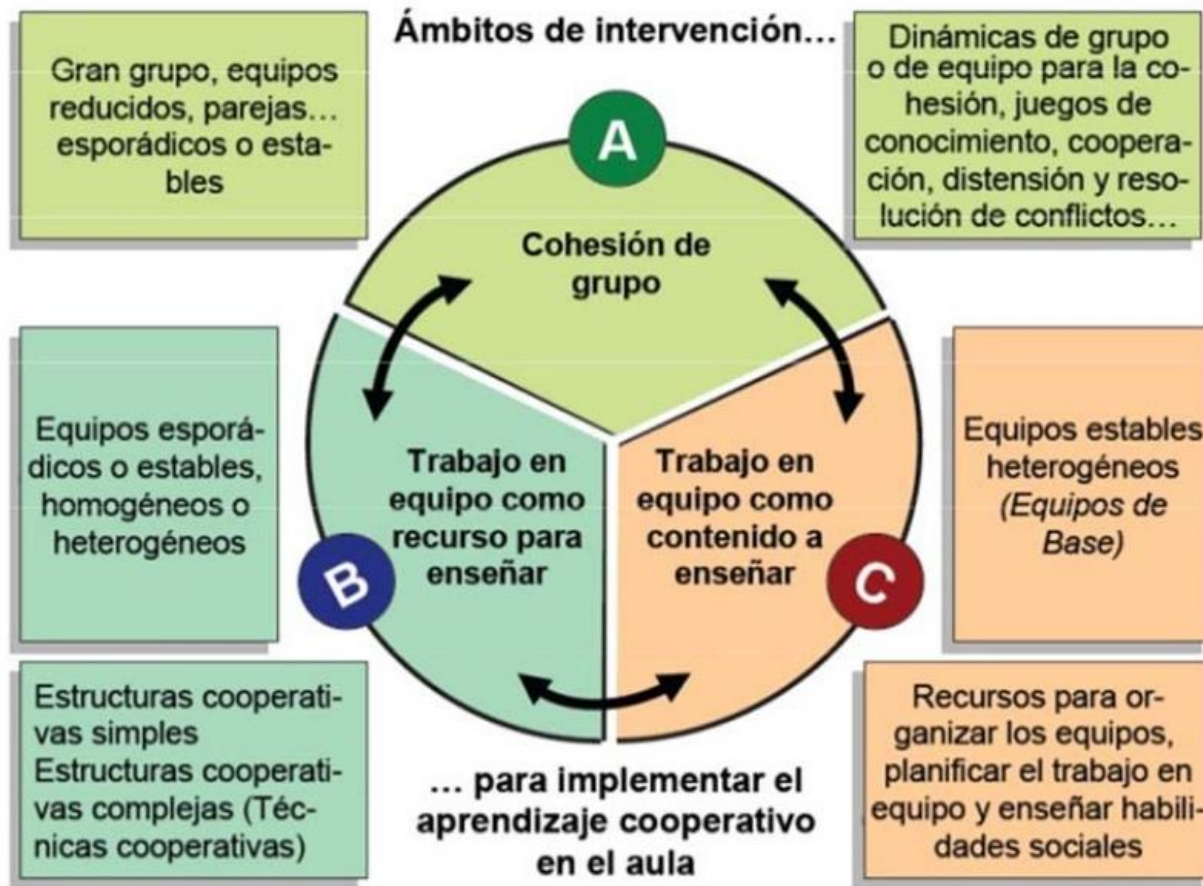 Ámbitos de intervención…
Gran grupo, equipos
reducidos, parejas…
esporádicos o esta-
bles
Dinámicas de grupo
o de equipo para la co-
hesión, juegos de
conocimiento, coopera-
ción, distensión y reso-
lución de conflictos…
A
Cohesión de
grupo
Equipos esporá-
dicos o estables,
homogéneos o
heterogéneos
B
Trabajo en
equipo como
recurso para
enseñar
Trabajo en
equipo como
contenido a
enseñar
C
Equipos estables
heterogéneos
(Equipos de
Base)
Estructuras cooperati-
vas simples
Estructuras cooperati-
vas complejas (Téc-
nicas cooperativas)
… para implementar el
aprendizaje cooperativo
en el aula
Recursos para or-
ganizar los equipos,
planificar el trabajo en
equipo y enseñar habili-
dades sociales